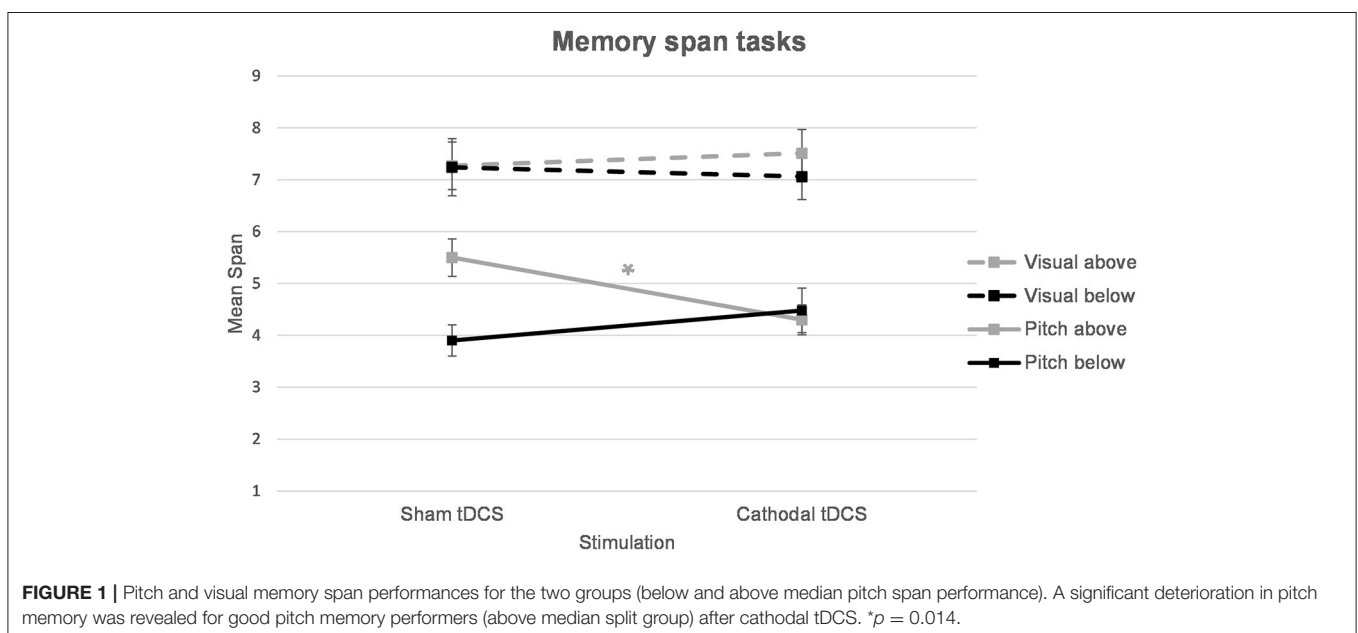 Memory span tasks
9
8
7
6
5
4
3
2
1
Mean Span
*
Sham tDCS
Cathodal tDCS
Stimulation
Visual above
Visual below
Pitch above
Pitch below
FIGURE 1 | Pitch and visual memory span performances for the two groups (below and above median pitch span performance). A significant deterioration in pitch
memory was revealed for good pitch memory performers (above median split group) after cathodal tDCS. *p = 0.014.